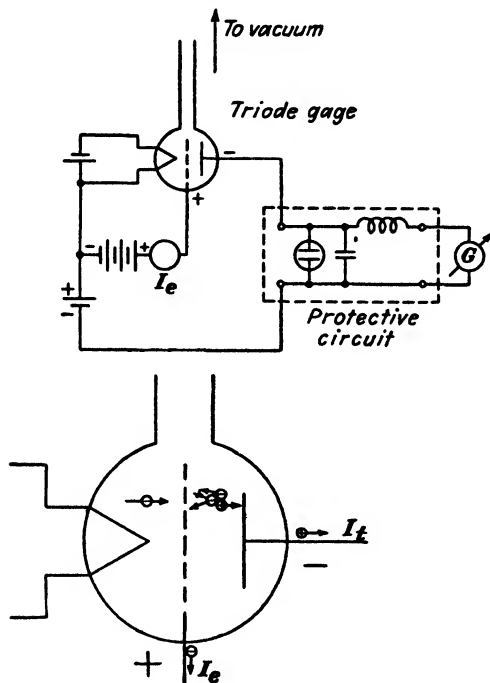 To vacuum
Triode gage
-
+
- +
I_e
+
-
G
Protective
circuit
I_t
-
+ I_e